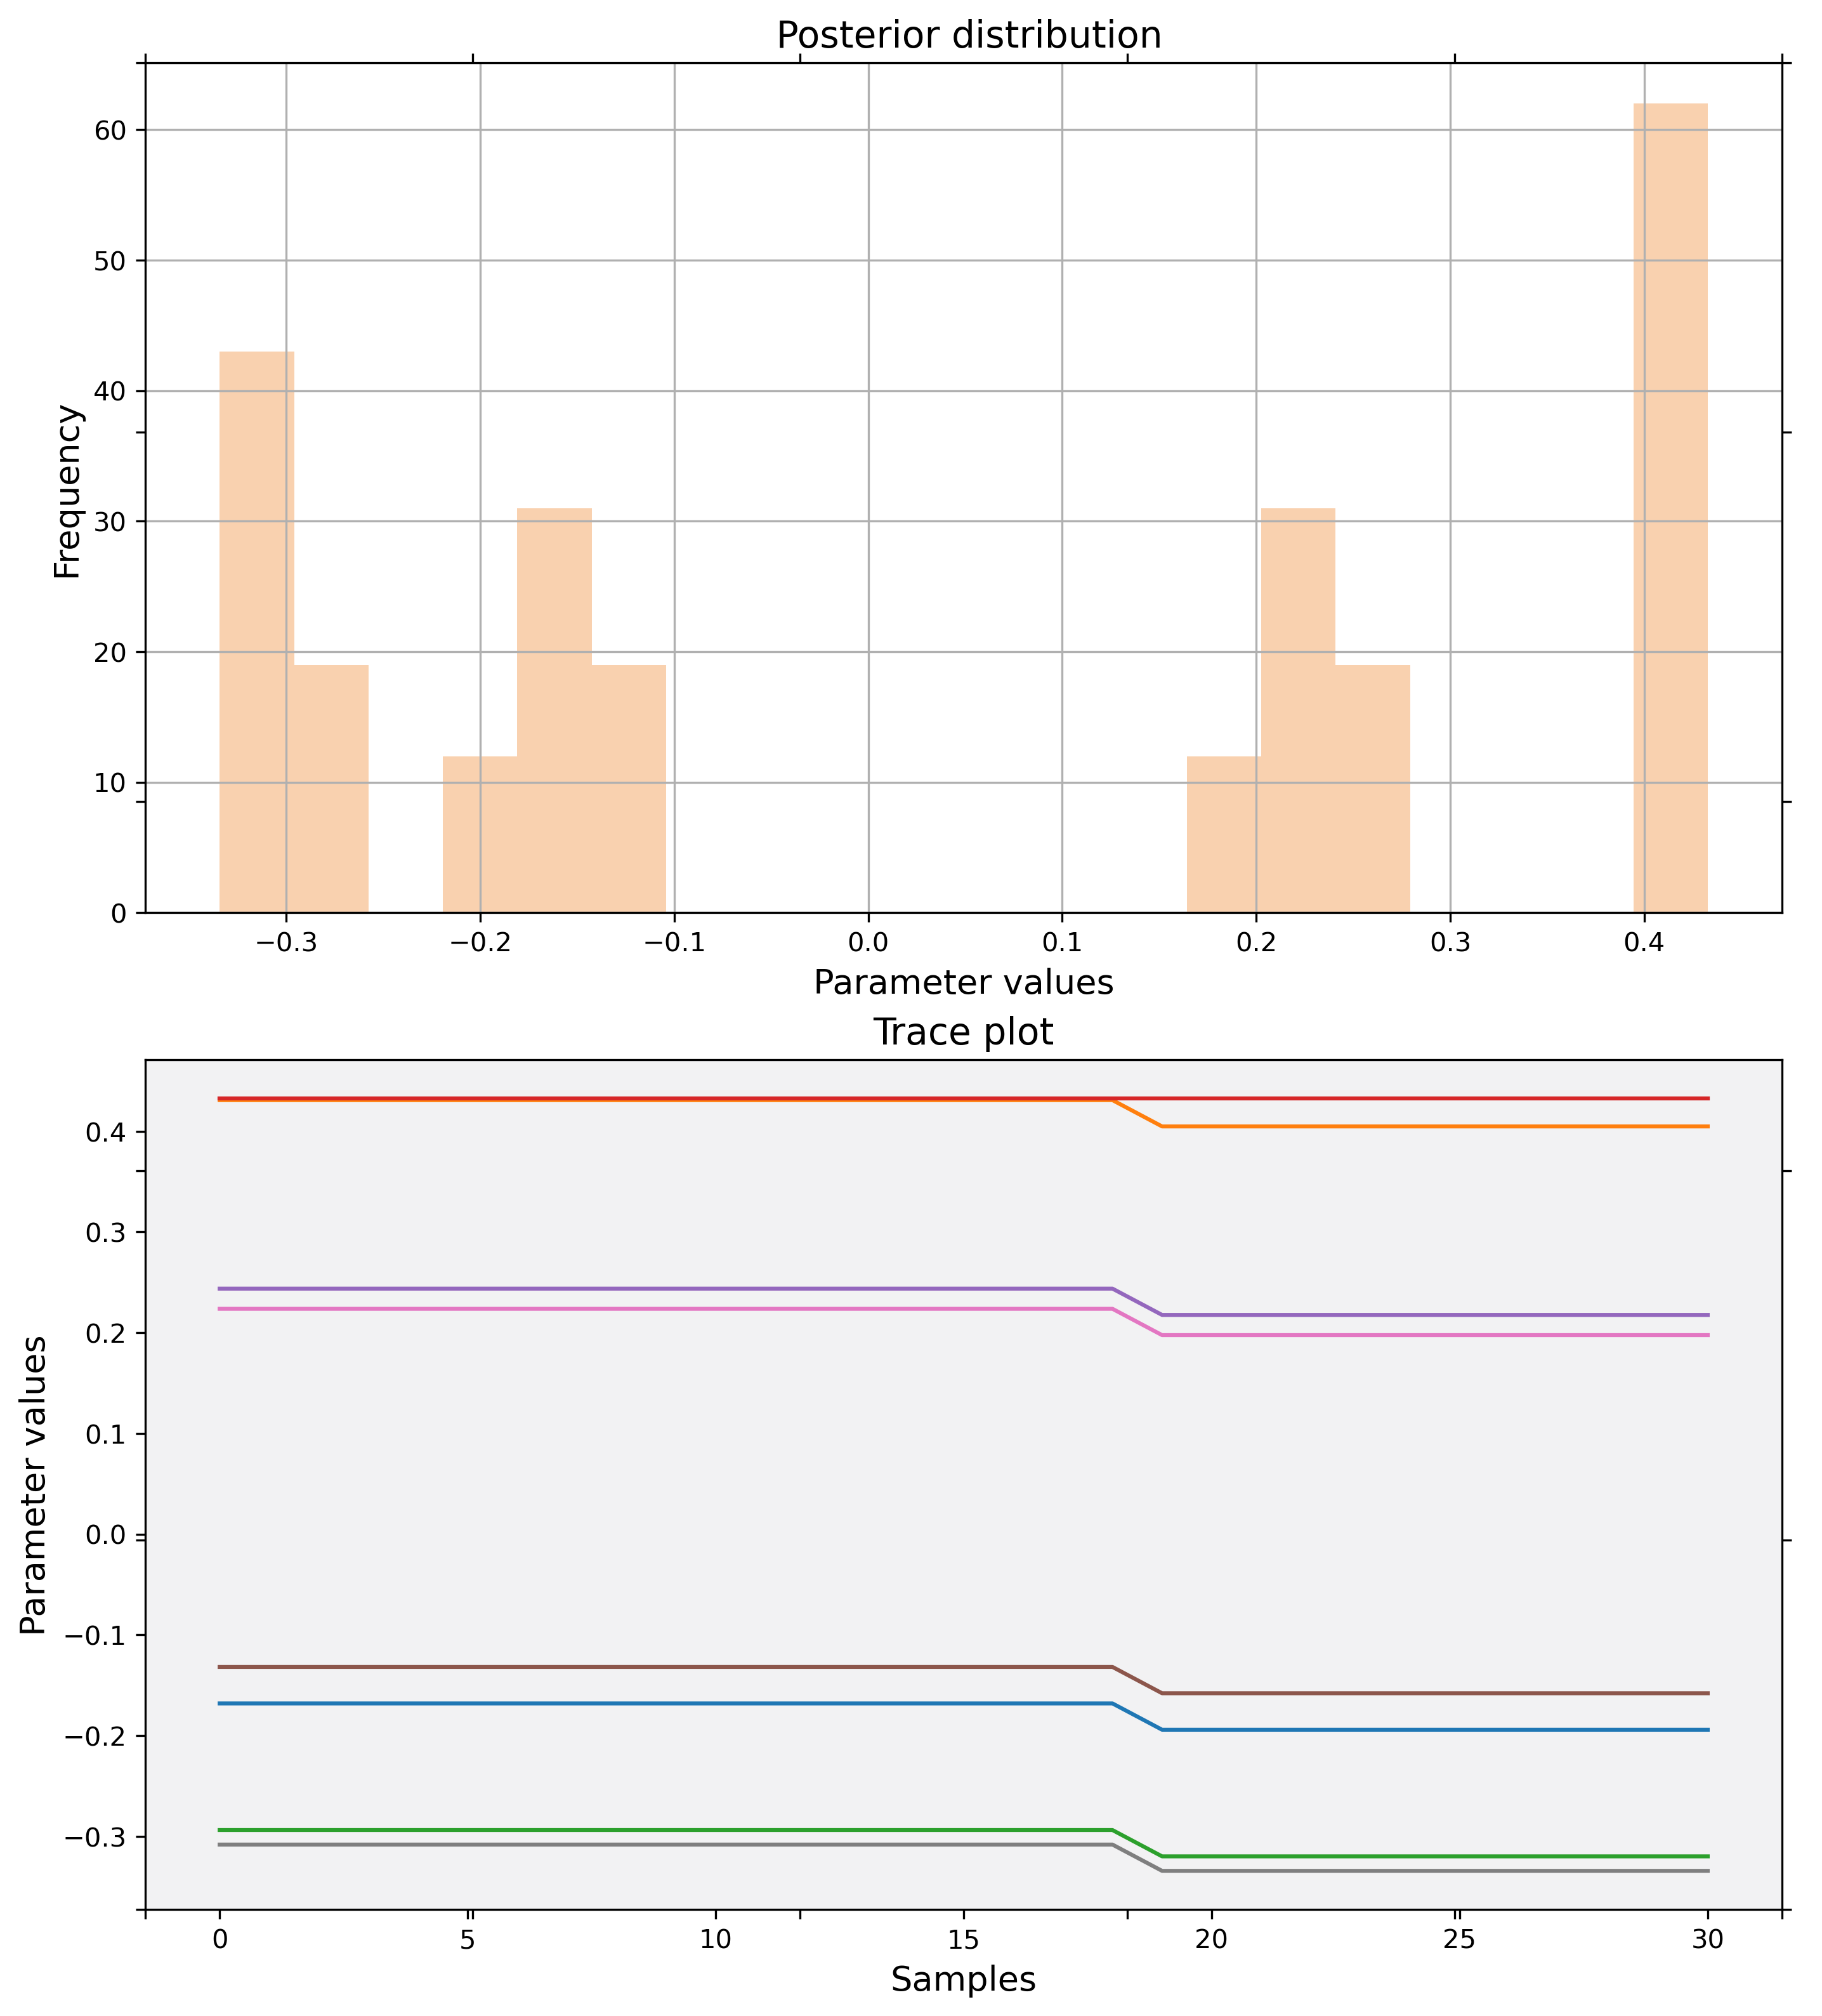 Posterior distribution
Frequency
60
50
40
30
20
10
0
−0.3 −0.2 −0.1 0.0 0.1 0.2 0.3 0.4
Parameter values
Trace plot
Parameter values
0.4
0.3
0.2
0.1
0.0
−0.1
−0.2
−0.3
0 5 10 15 20 25 30
Samples